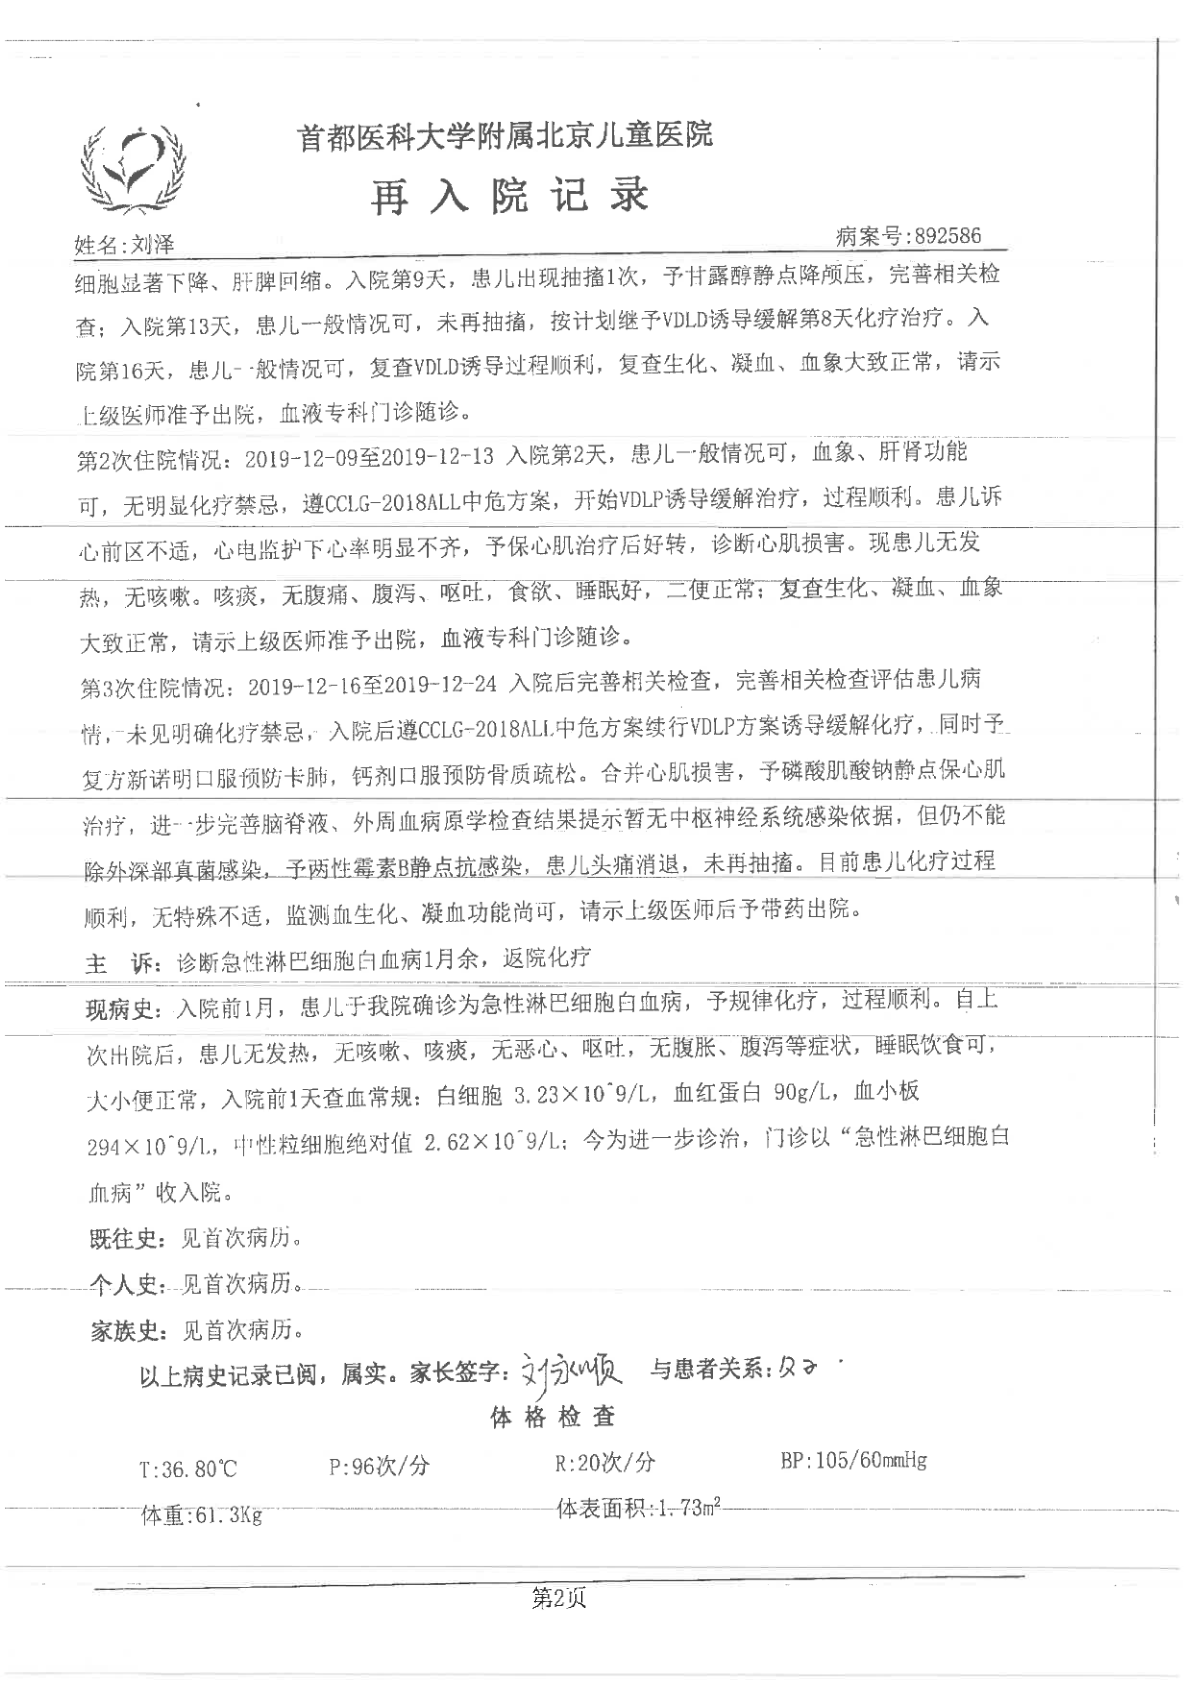 首都医科大学附属北京儿童医院
再入院记录
姓名:刘泽
病案号:892586
细胞显著下降、肝脾回缩。入院第9天，患儿出现抽搐1次，予甘露醇静点降颅压，完善相关检
查；入院第13天，患儿一般情况可，未再抽搐，按计划继予VDLD诱导缓解第8天化疗治疗。入
院第16天，患儿一般情况可，复查VDLD诱导过程顺利，复查生化、凝血、血象大致正常，请示
上级医师准予出院，血液专科门诊随诊。
第2次住院情况：2019-12-09至2019-12-13 入院第2天，患儿一般情况可，血象、肝肾功能
可，无明显化疗禁忌，遵CCLG-2018ALL中危方案，开始VDLP诱导缓解治疗，过程顺利。患儿诉
心前区不适，心电监护下心率明显不齐，予保心肌治疗后好转，诊断心肌损害。现患儿无发
热，无咳嗽。咳痰，无腹痛、腹泻、呕吐，食欲、睡眠好，二便正常；复查生化、凝血、血象
大致正常，请示上级医师准予出院，血液专科门诊随诊。
第3次住院情况：2019-12-16至2019-12-24 入院后完善相关检查，完善相关检查评估患儿病
情，未见明确化疗禁忌，入院后遵CCLG-2018ALL中危方案续行VDLP方案诱导缓解化疗，同时予
复方新诺明口服预防卡肺，钙剂口服预防骨质疏松。合并心肌损害，予磷酸肌酸钠静点保心肌
治疗，进一步完善脑脊液、外周血病原学检查结果提示暂无中枢神经系统感染依据，但仍不能
除外深部真菌感染，予两性霉素B静点抗感染，患儿头痛消退，未再抽搐。目前患儿化疗过程
顺利，无特殊不适，监测血生化、凝血功能尚可，请示上级医师后予带药出院。
主 诉：诊断急性淋巴细胞白血病1月余，返院化疗
现病史：入院前1月，患儿于我院确诊为急性淋巴细胞白血病，予规律化疗，过程顺利。自上
次出院后，患儿无发热，无咳嗽、咳痰，无恶心、呕吐，无腹胀、腹泻等症状，睡眠饮食可，
大小便正常，入院前1天查血常规：白细胞 3.23×10^9/L，血红蛋白 90g/L，血小板
294×10^9/L，中性粒细胞绝对值 2.62×10^9/L；今为进一步诊治，门诊以“急性淋巴细胞白
血病”收入院。
既往史：见首次病历。
个人史：见首次病历。
家族史：见首次病历。
以上病史记录已阅，属实。家长签字：刘永顺 与患者关系：父子
体格检查
T:36.80℃ P:96次/分 R:20次/分 BP:105/60mmHg
体重:61.3Kg 体表面积:1.73m²
第2页